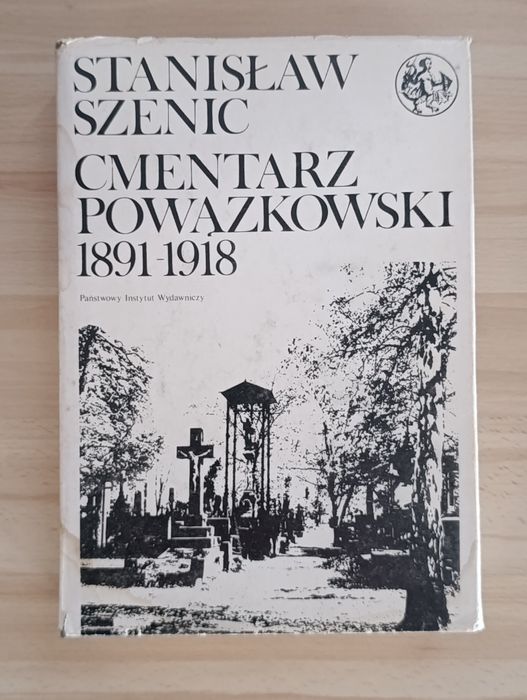 STANISŁAW
SZENIC
CMENTARZ
POWĄZKOWSKI
1891-1918
Państwowy Instytut Wydawniczy